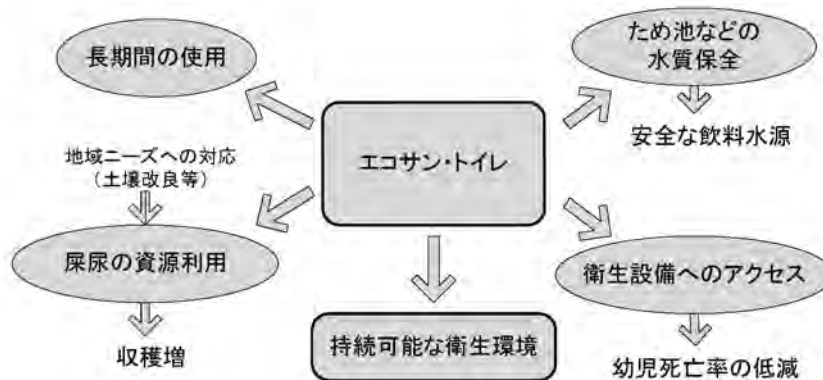 長期間の使用
ため池などの
水質保全
安全な飲料水源
エコサン・トイレ
地域ニーズへの対応
（土壌改良等）
屎尿の資源利用
収穫増
持続可能な衛生環境
衛生設備へのアクセス
幼児死亡率の低減